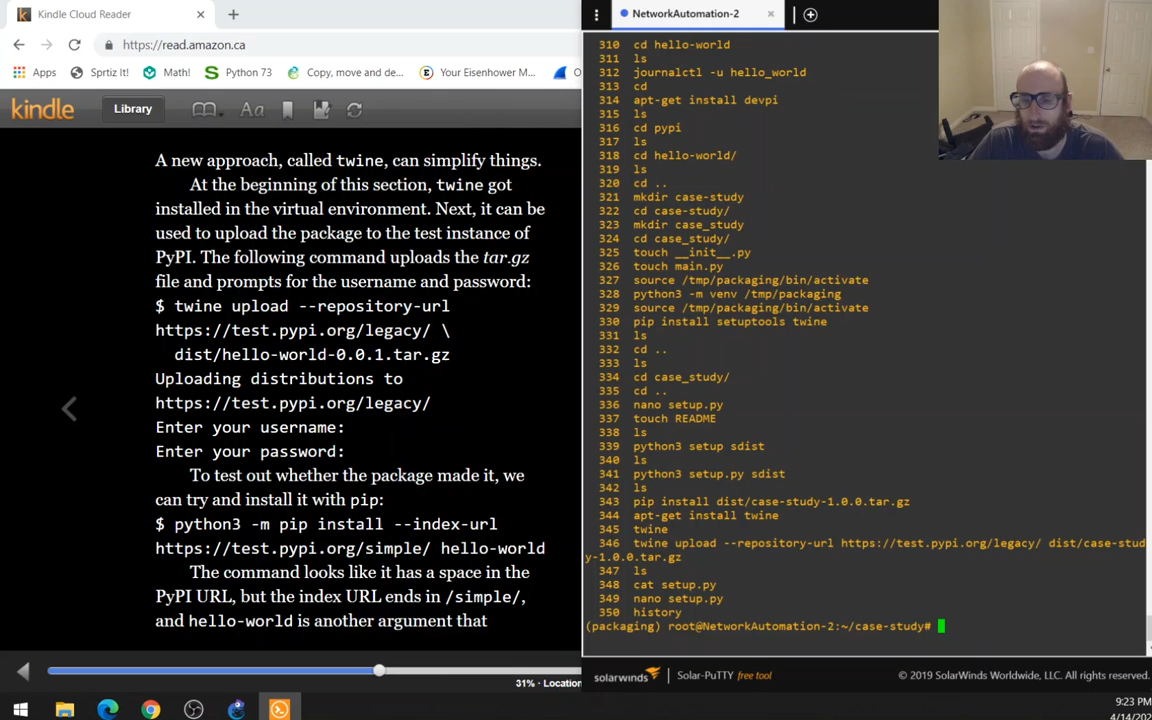 Kindle Cloud Reader
https://read.amazon.ca
Apps
Sprtiz It!
Math!
Python 73
Copy, move and de...
Your Eisenhower M...
kindle
Library
Aa
A new approach, called twine, can simplify things.
At the beginning of this section, twine got
installed in the virtual environment. Next, it can be
used to upload the package to the test instance of
PyPI. The following command uploads the tar.gz
file and prompts for the username and password:
$ twine upload --repository-url
https://test.pypi.org/legacy/ \
dist/hello-world-0.0.1.tar.gz
Uploading distributions to
https://test.pypi.org/legacy/
Enter your username:
Enter your password:
To test out whether the package made it, we
can try and install it with pip:
$ python3 -m pip install --index-url
https://test.pypi.org/simple/ hello-world
The command looks like it has a space in the
PyPI URL, but the index URL ends in /simple/,
and hello-world is another argument that
31% · Location
NetworkAutomation-2
310 cd hello-world
311 ls
312 journalctl -u hello_world
313 cd
314 apt-get install devpi
315 ls
316 cd pypi
317 ls
318 cd hello-world/
319 ls
320 cd ..
321 mkdir case-study
322 cd case-study/
323 mkdir case_study
324 cd case_study/
325 touch __init__.py
326 touch main.py
327 source /tmp/packaging/bin/activate
328 python3 -m venv /tmp/packaging
329 source /tmp/packaging/bin/activate
330 pip install setuptools twine
331 ls
332 cd ..
333 ls
334 cd case_study/
335 cd ..
336 nano setup.py
337 touch README
338 ls
339 python3 setup sdist
340 ls
341 python3 setup.py sdist
342 ls
343 pip install dist/case-study-1.0.0.tar.gz
344 apt-get install twine
345 twine
346 twine upload --repository-url https://test.pypi.org/legacy/ dist/case-stud
y-1.0.0.tar.gz
347 ls
348 cat setup.py
349 nano setup.py
350 history
(packaging) root@NetworkAutomation-2:~/case-study#
solarwinds
Solar-PuTTY free tool
© 2019 SolarWinds Worldwide, LLC. All rights reserved.
9:23 PM